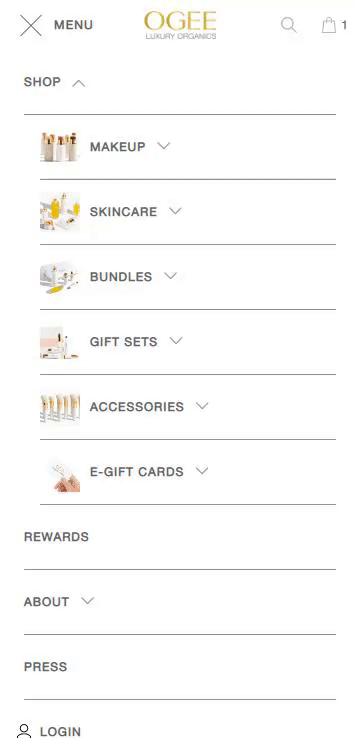 MENU
OGEE
LUXURY ORGANICS
1
SHOP
MAKEUP
SKINCARE
BUNDLES
GIFT SETS
ACCESSORIES
E-GIFT CARDS
REWARDS
ABOUT
PRESS
LOGIN